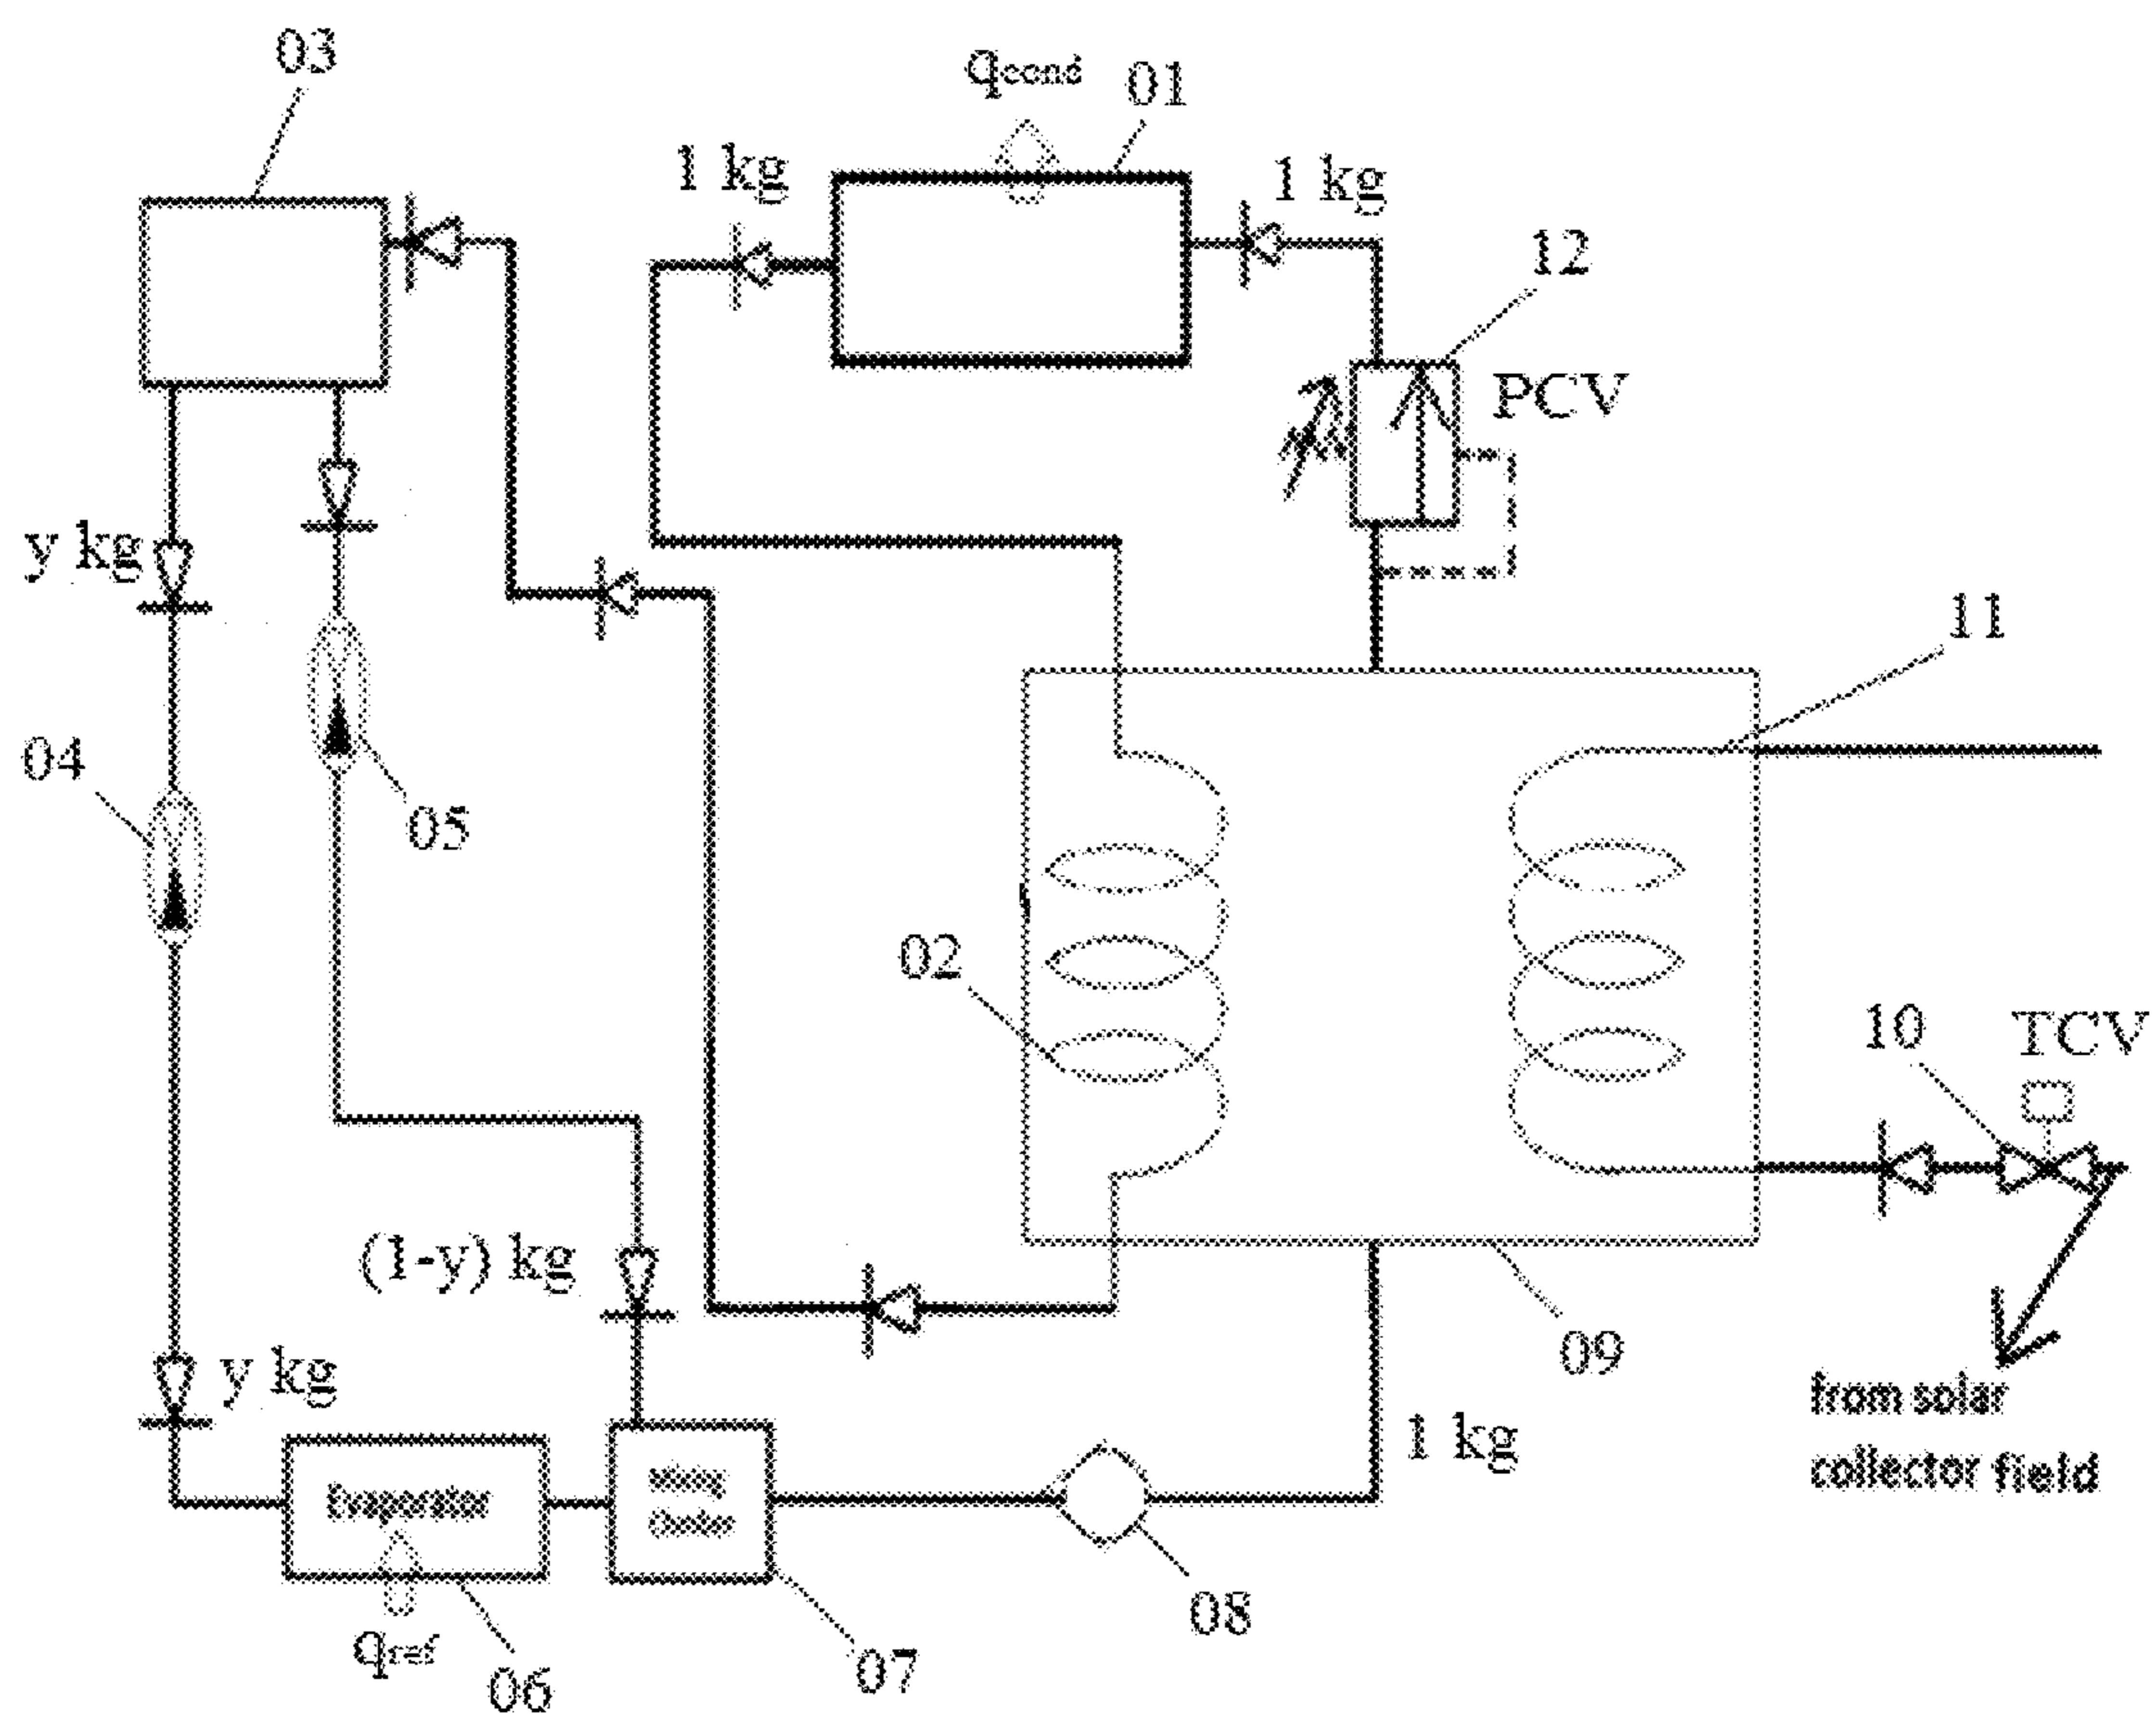 03
qcond
01
1 kg
1 kg
12
PCV
y kg
11
04
05
02
10
TCV
(1-y) kg
09
y kg
from solar
collector field
1 kg
Evaporator
08
qref
06
07